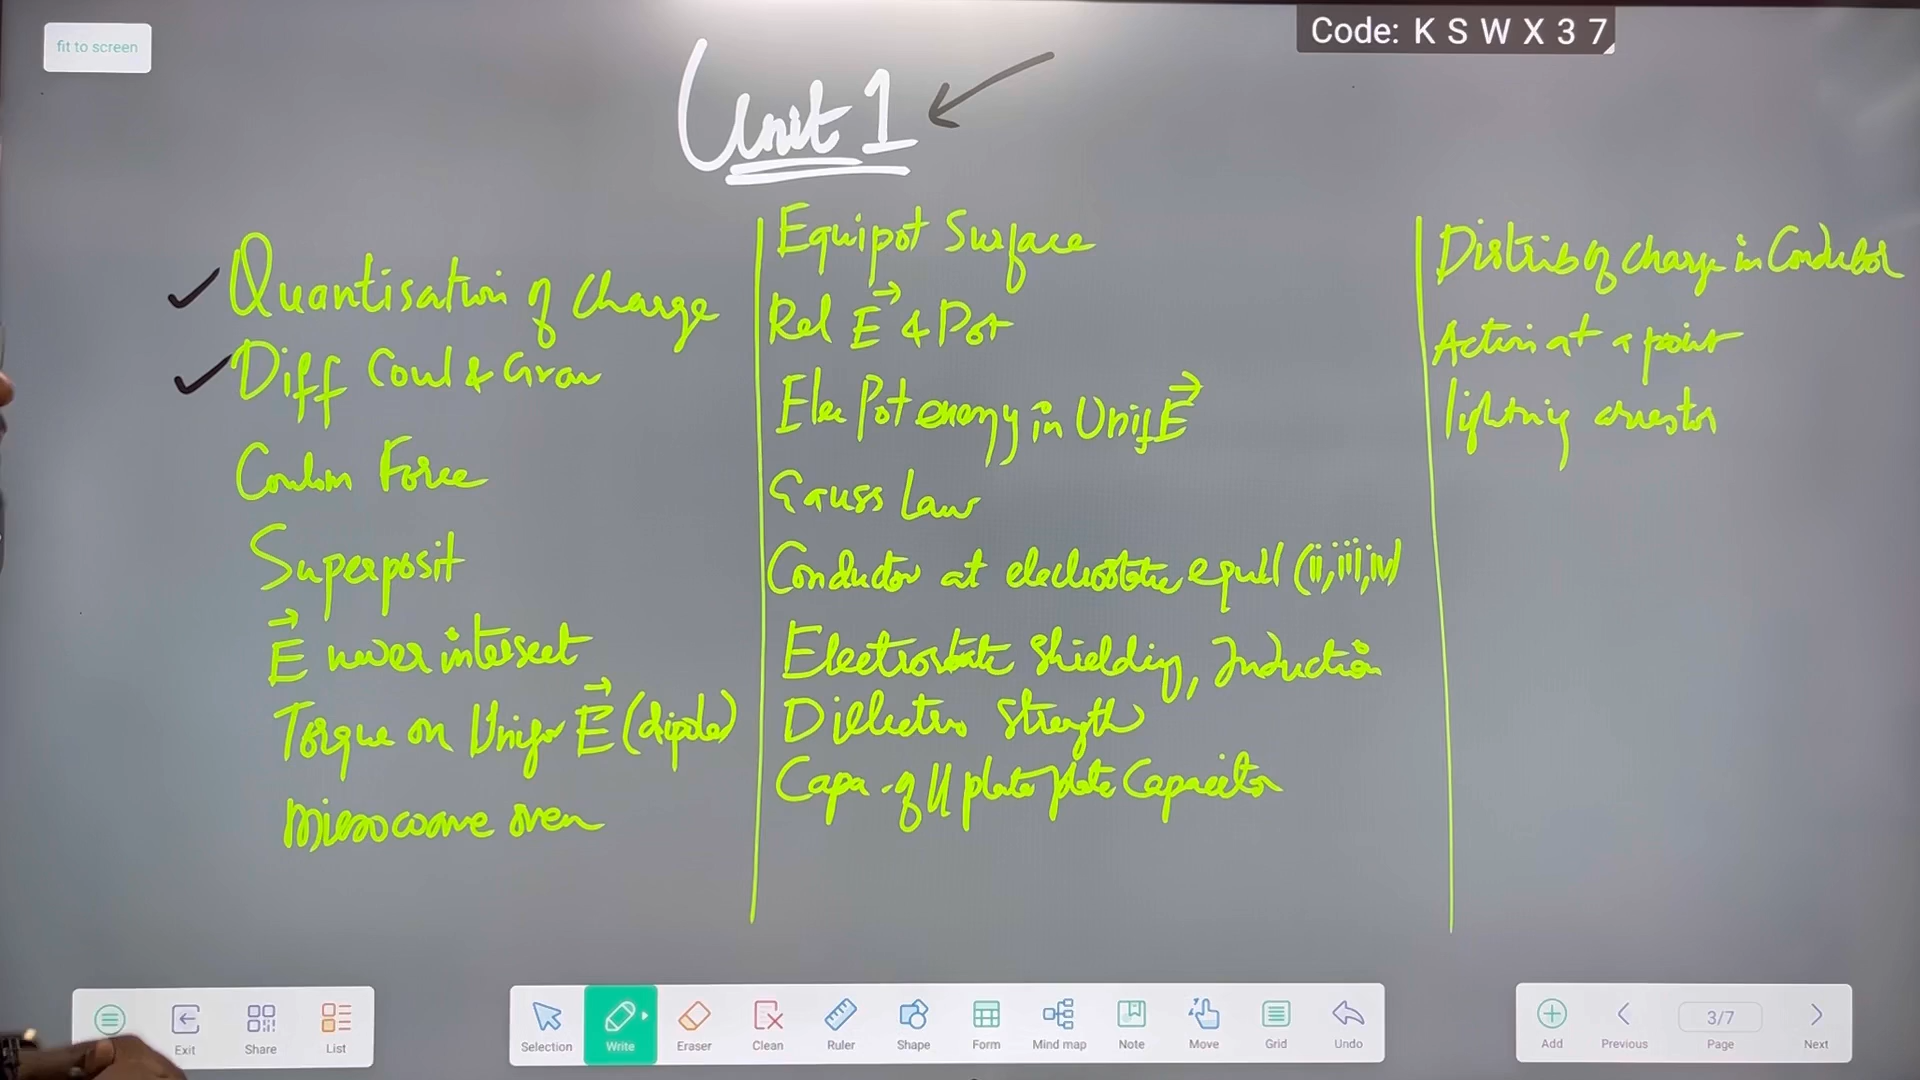 fit to screen
Code: K S W X 3 7
Unit 1
Quantisation of Charge
Diff Coul & Grav
Coulom Force
Superposit
E⃗ never intersect
Torque on Unifor E⃗ (dipole)
Microwave oven
Equipot Surface
Rel E⃗ & Pot
Elec Pot energy in Unif E⃗
Gauss Law
Conductor at electrostatic equil (ii, iii, iv)
Electrostatic Shielding, Induction
Dielectric Strength
Capa. of || plate plate Capacitor
Distrib of charge in Conductor
Action at a point
lightning arrestor
Exit
Share
List
Selection
Write
Eraser
Clean
Ruler
Shape
Form
Mind map
Note
Move
Grid
Undo
Add
Previous
3/7
Page
Next